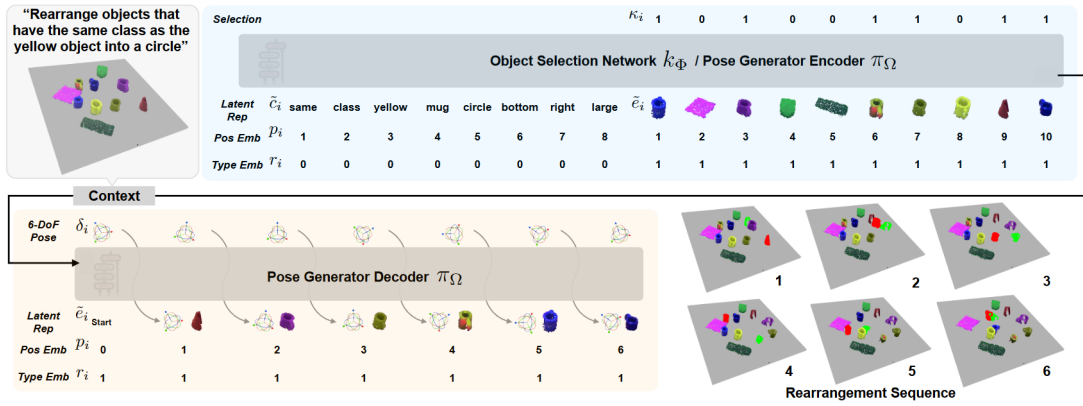 “Rearrange objects that
have the same class as the
yellow object into a circle”
Selection κᵢ 1 0 1 0 0 1 1 0 1 1
Object Selection Network k_Φ / Pose Generator Encoder π_Ω
Latent
Rep c̃ᵢ same class yellow mug circle bottom right large ẽᵢ
Pos Emb pᵢ 1 2 3 4 5 6 7 8 1 2 3 4 5 6 7 8 9 10
Type Emb rᵢ 0 0 0 0 0 0 0 0 1 1 1 1 1 1 1 1 1 1
Context
6-DoF
Pose δᵢ
Pose Generator Decoder π_Ω
Latent
Rep ẽᵢ Start
Pos Emb pᵢ 0 1 2 3 4 5 6
Type Emb rᵢ 1 1 1 1 1 1 1
1 2 3
4 5 6
Rearrangement Sequence